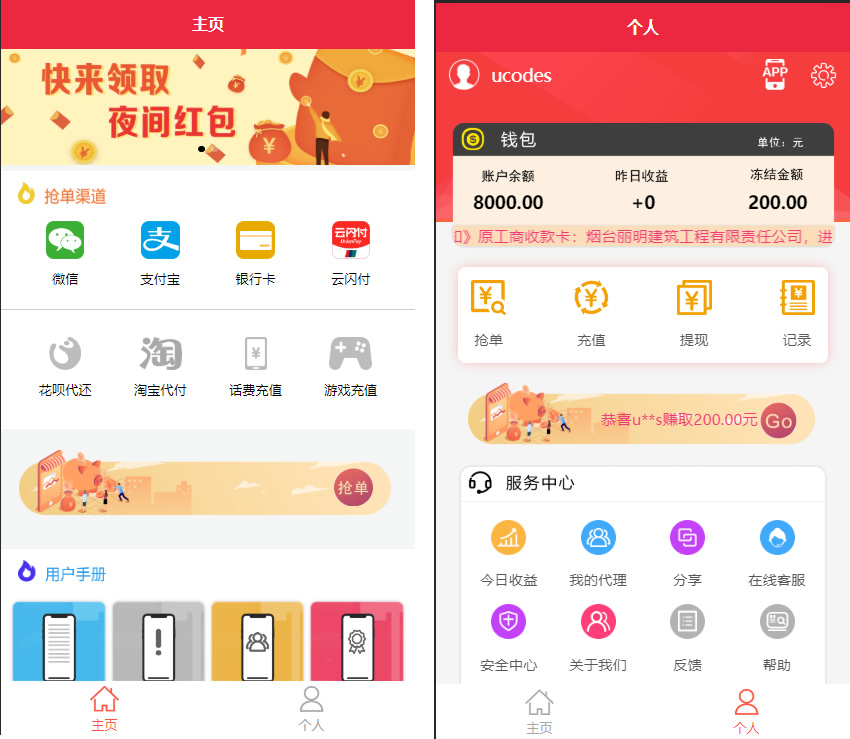 主页
快来领取
夜间红包
抢单渠道
微信
支付宝
银行卡
云闪付
UnionPay
云闪付
花呗代还
淘
淘宝代付
话费充值
游戏充值
抢单
用户手册
主页
个人
个人
ucodes
APP
钱包
单位：元
账户余额
昨日收益
冻结金额
8000.00
+0
200.00
知》原工商收款卡：烟台丽明建筑工程有限责任公司，进
抢单
充值
提现
记录
恭喜u**s赚取200.00元
Go
服务中心
今日收益
我的代理
分享
在线客服
安全中心
关于我们
反馈
帮助
主页
个人